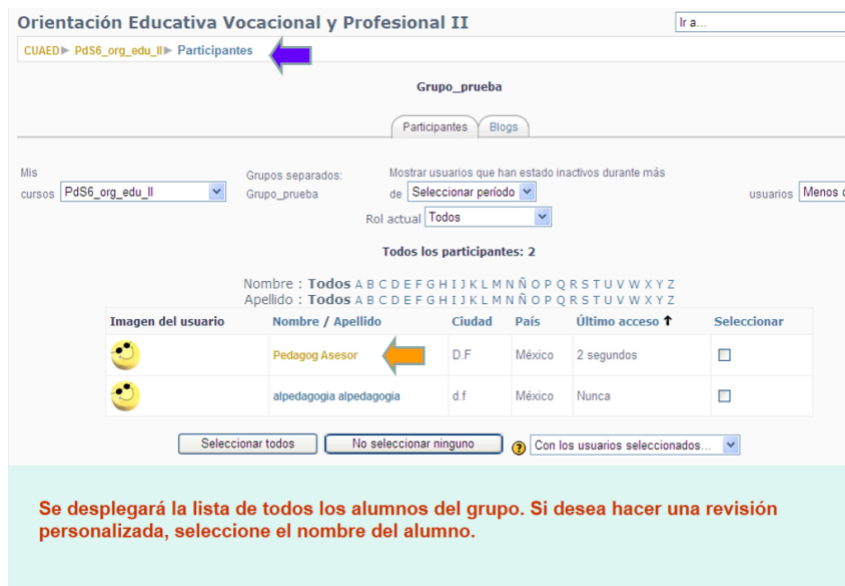 Orientación Educativa Vocacional y Profesional II
Ir a...
CUAED ▶ PdS6_org_edu_II ▶ Participantes
Grupo_prueba
Participantes Blogs
Mis cursos PdS6_org_edu_II
Grupos separados: Grupo_prueba
Mostrar usuarios que han estado inactivos durante más
de Seleccionar período
usuarios Menos
Rol actual Todos
Todos los participantes: 2
Nombre : Todos A B C D E F G H I J K L M N Ñ O P Q R S T U V W X Y Z
Apellido : Todos A B C D E F G H I J K L M N Ñ O P Q R S T U V W X Y Z
Imagen del usuario Nombre / Apellido Ciudad País Último acceso ↑ Seleccionar
Pedagog Asesor D.F México 2 segundos
alpedagogia alpedagogia d.f México Nunca
Seleccionar todos No seleccionar ninguno ? Con los usuarios seleccionados...
Se desplegará la lista de todos los alumnos del grupo. Si desea hacer una revisión
personalizada, seleccione el nombre del alumno.